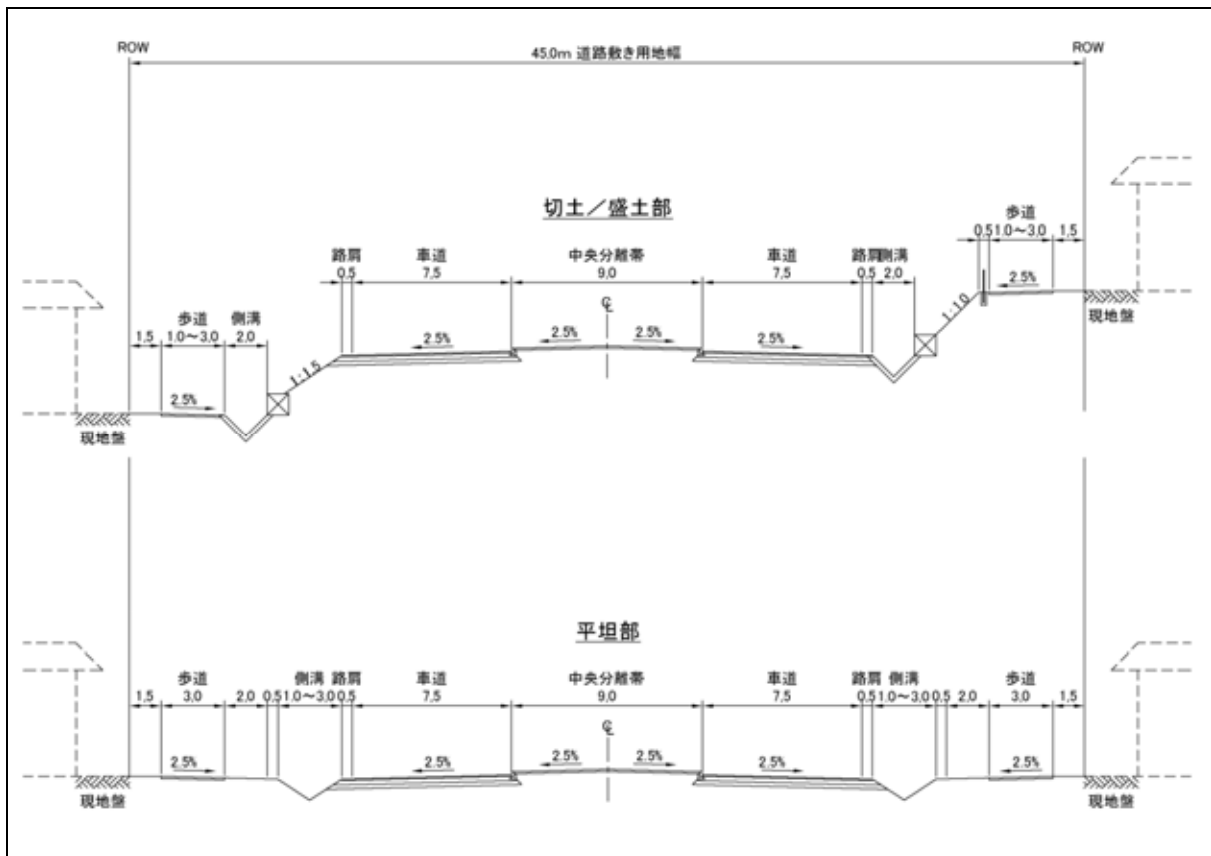 ROW
ROW
45.0m 道路敷き用地幅
切土／盛土部
歩道
0.5 1.0～3.0 1.5
路肩 車道 中央分離帯 車道 路肩 側溝
0.5 7.5 9.0 7.5 0.5 2.0
2.5%
℄
1:1.0
現地盤
歩道 側溝
1.5 1.0～3.0 2.0
2.5% 2.5% 2.5% 2.5%
1:1.5
2.5%
現地盤
平坦部
歩道 側溝 路肩 車道 中央分離帯 車道 路肩 側溝 歩道
1.5 3.0 2.0 0.5 1.0～3.0 0.5 7.5 9.0 7.5 0.5 1.0～3.0 0.5 2.0 3.0 1.5
℄
2.5% 2.5% 2.5% 2.5% 2.5% 2.5%
現地盤 現地盤